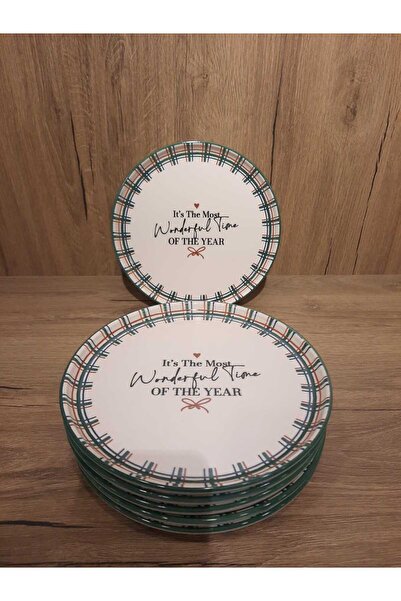 It's The Most
Wonderful Time
OF THE YEAR
It's The Most
Wonderful Time
OF THE YEAR